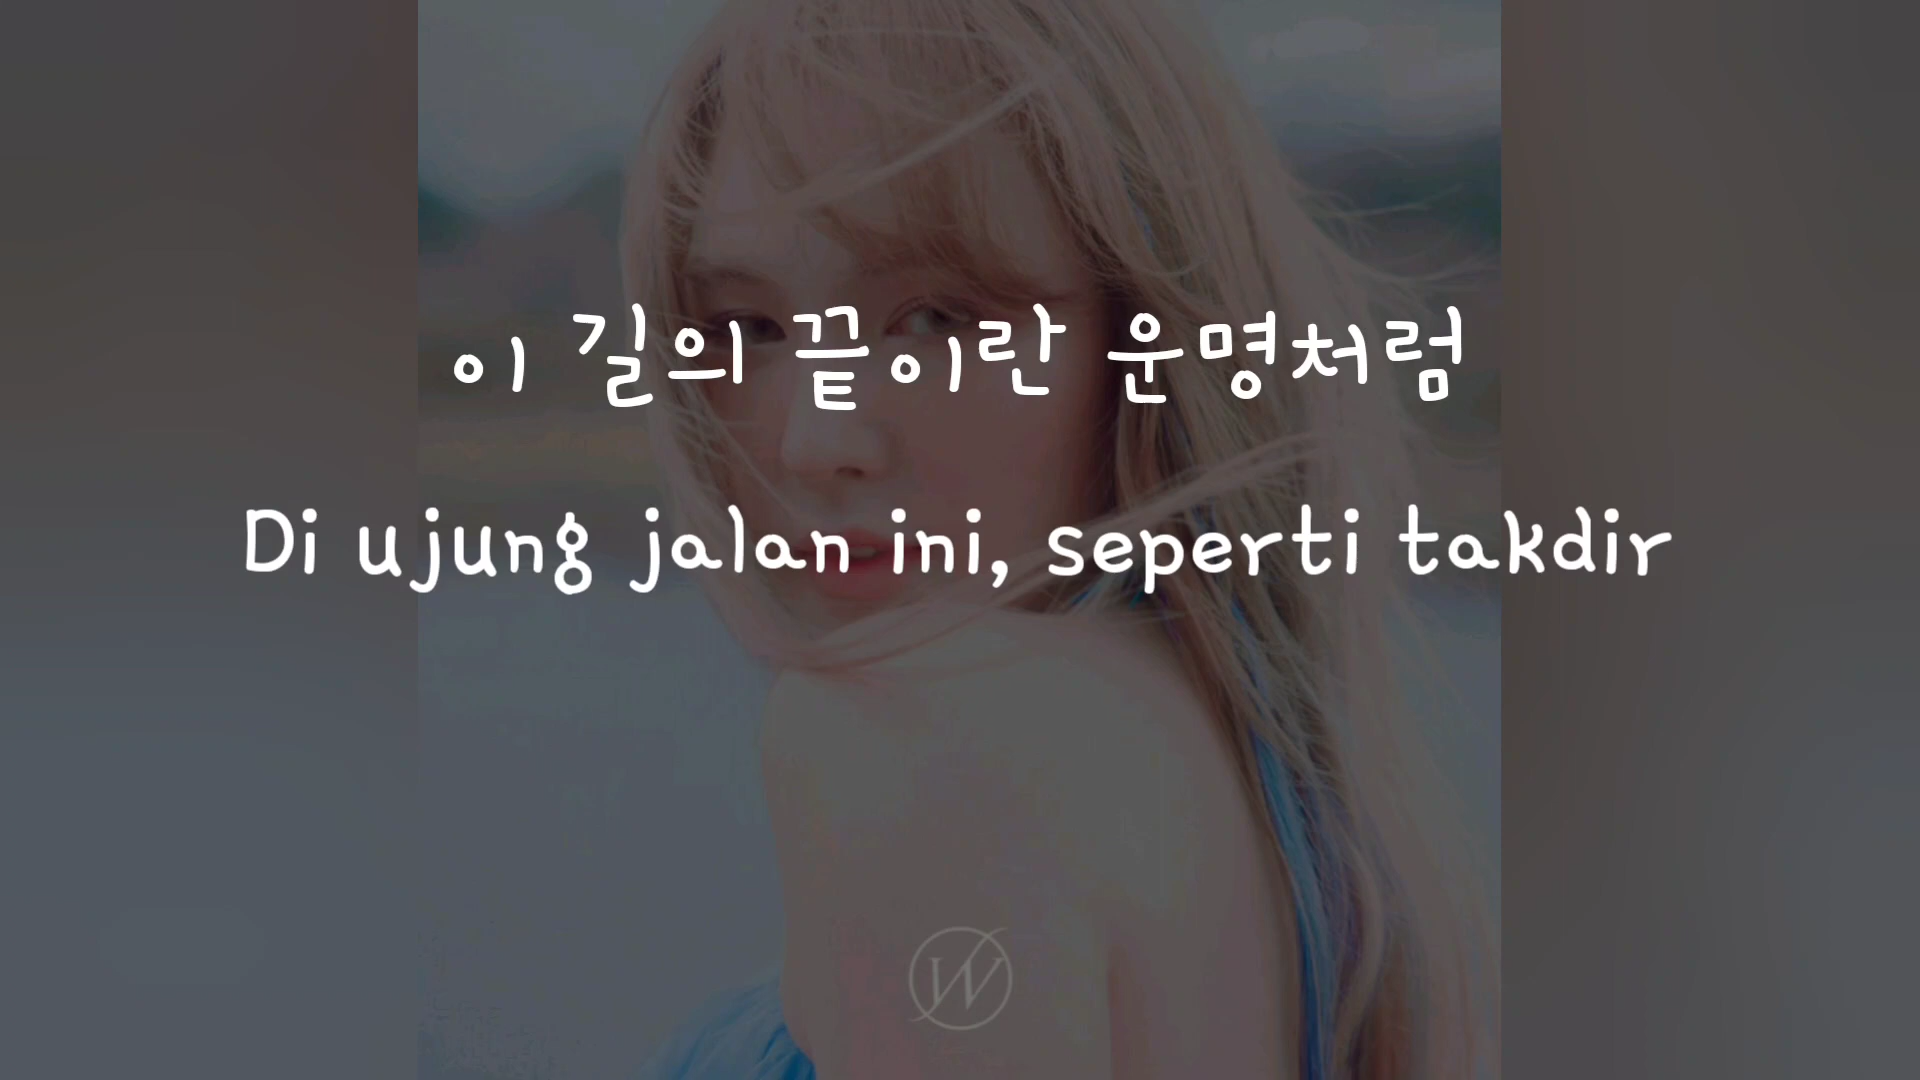 이 길의 끝이란 운명처럼
Di ujung jalan ini, seperti takdir
W